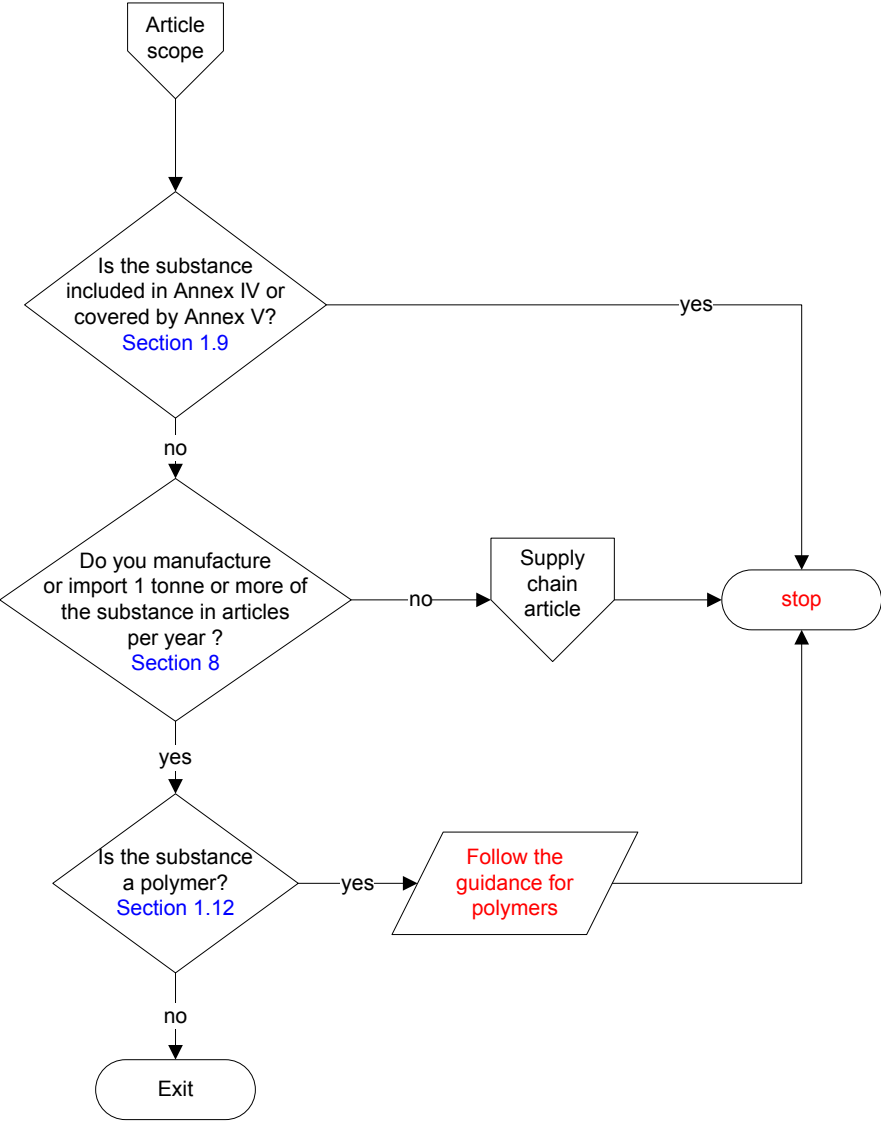 Article
scope
Is the substance
included in Annex IV or
covered by Annex V?
Section 1.9
yes
no
Do you manufacture
or import 1 tonne or more of
the substance in articles
per year ?
Section 8
no
Supply
chain
article
stop
yes
Is the substance
a polymer?
Section 1.12
yes
Follow the
guidance for
polymers
no
Exit